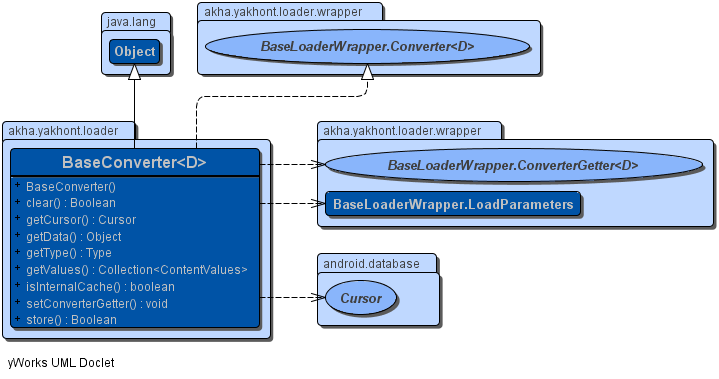 java.lang
Object
akha.yakhont.loader.wrapper
BaseLoaderWrapper.Converter<D>
akha.yakhont.loader
BaseConverter<D>
+ BaseConverter()
+ clear() : Boolean
+ getCursor() : Cursor
+ getData() : Object
+ getType() : Type
+ getValues() : Collection<ContentValues>
+ isInternalCache() : boolean
+ setConverterGetter() : void
+ store() : Boolean
akha.yakhont.loader.wrapper
BaseLoaderWrapper.ConverterGetter<D>
BaseLoaderWrapper.LoadParameters
android.database
Cursor
yWorks UML Doclet